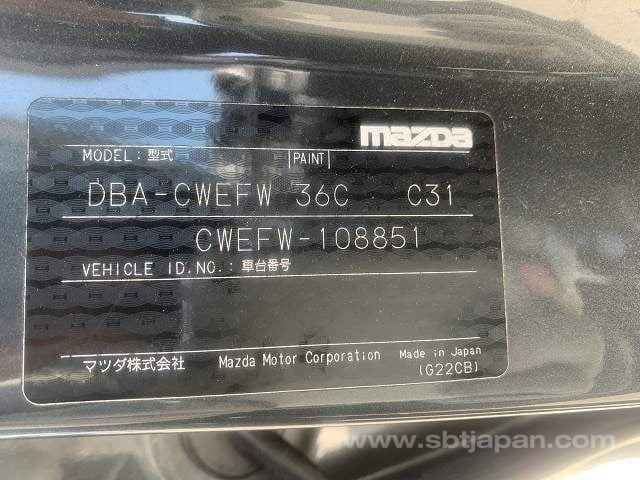 mazda
MODEL: 型式 PAINT
DBA-CWEFW 36C C31
CWEFW-108851
VEHICLE ID.NO.: 車台番号
マツダ株式会社 Mazda Motor Corporation Made in Japan
(G22CB)
www.sbtjapan.com